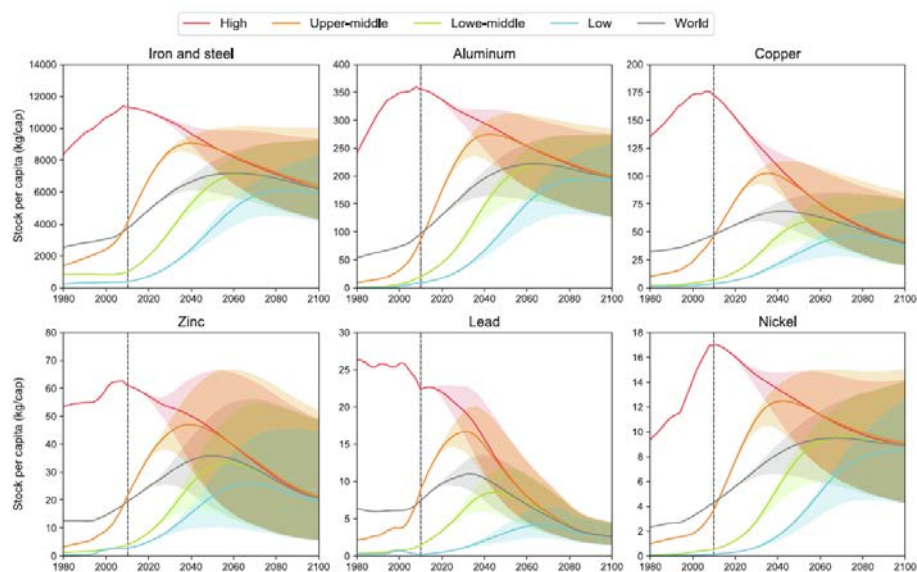 High Upper-middle Lowe-middle Low World
Iron and steel Aluminum Copper
Stock per capita (kg/cap)
14000 12000 10000 8000 6000 4000 2000 0
400 350 300 250 200 150 100 50 0
200 175 150 125 100 75 50 25 0
1980 2000 2020 2040 2060 2080 2100 1980 2000 2020 2040 2060 2080 2100 1980 2000 2020 2040 2060 2080 2100
Zinc Lead Nickel
Stock per capita (kg/cap)
80 70 60 50 40 30 20 10 0
30 25 20 15 10 5 0
18 16 14 12 10 8 6 4 2 0
1980 2000 2020 2040 2060 2080 2100 1980 2000 2020 2040 2060 2080 2100 1980 2000 2020 2040 2060 2080 2100